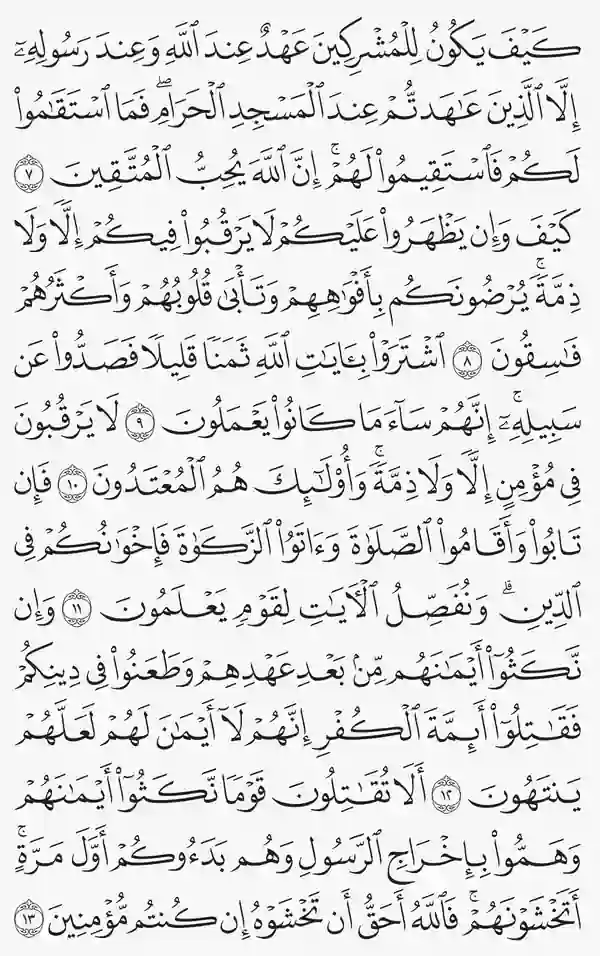 كَيْفَ يَكُونُ لِلْمُشْرِكِينَ عَهْدٌ عِندَ ٱللَّهِ وَعِندَ رَسُولِهِۦٓ
إِلَّا ٱلَّذِينَ عَٰهَدتُّمْ عِندَ ٱلْمَسْجِدِ ٱلْحَرَامِ ۖ فَمَا ٱسْتَقَٰمُوا۟
لَكُمْ فَٱسْتَقِيمُوا۟ لَهُمْ ۚ إِنَّ ٱللَّهَ يُحِبُّ ٱلْمُتَّقِينَ ٧
كَيْفَ وَإِن يَظْهَرُوا۟ عَلَيْكُمْ لَا يَرْقُبُوا۟ فِيكُمْ إِلًّا وَلَا
ذِمَّةً ۚ يُرْضُونَكُم بِأَفْوَٰهِهِمْ وَتَأْبَىٰ قُلُوبُهُمْ وَأَكْثَرُهُمْ
فَٰسِقُونَ ٨ ٱشْتَرَوْا۟ بِـَٔايَٰتِ ٱللَّهِ ثَمَنًا قَلِيلًا فَصَدُّوا۟ عَن
سَبِيلِهِۦٓ ۚ إِنَّهُمْ سَآءَ مَا كَانُوا۟ يَعْمَلُونَ ٩ لَا يَرْقُبُونَ
فِى مُؤْمِنٍ إِلًّا وَلَا ذِمَّةً ۚ وَأُو۟لَٰٓئِكَ هُمُ ٱلْمُعْتَدُونَ ١٠ فَإِن
تَابُوا۟ وَأَقَامُوا۟ ٱلصَّلَوٰةَ وَءَاتَوُا۟ ٱلزَّكَوٰةَ فَإِخْوَٰنُكُمْ فِى
ٱلدِّينِ ۗ وَنُفَصِّلُ ٱلْءَايَٰتِ لِقَوْمٍ يَعْلَمُونَ ١١ وَإِن
نَّكَثُوٓا۟ أَيْمَٰنَهُم مِّنۢ بَعْدِ عَهْدِهِمْ وَطَعَنُوا۟ فِى دِينِكُمْ
فَقَٰتِلُوٓا۟ أَئِمَّةَ ٱلْكُفْرِ ۙ إِنَّهُمْ لَآ أَيْمَٰنَ لَهُمْ لَعَلَّهُمْ
يَنتَهُونَ ١٢ أَلَا تُقَٰتِلُونَ قَوْمًا نَّكَثُوٓا۟ أَيْمَٰنَهُمْ
وَهَمُّوا۟ بِإِخْرَاجِ ٱلرَّسُولِ وَهُم بَدَءُوكُمْ أَوَّلَ مَرَّةٍ ۚ
أَتَخْشَوْنَهُمْ ۚ فَٱللَّهُ أَحَقُّ أَن تَخْشَوْهُ إِن كُنتُم مُّؤْمِنِينَ ١٣